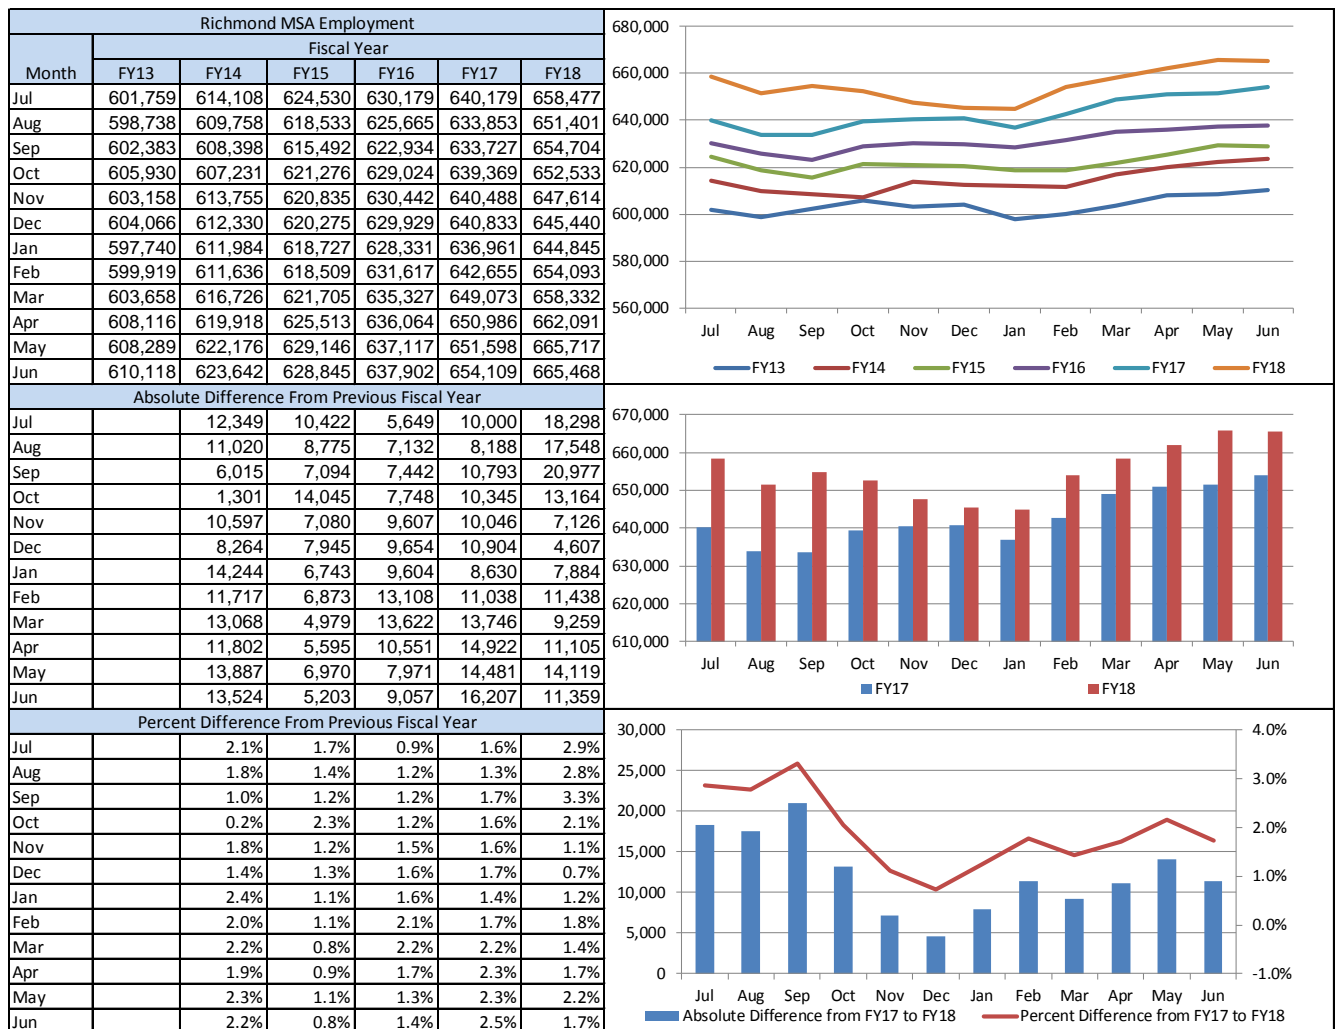 Richmond MSA Employment
Fiscal Year
Month FY13 FY14 FY15 FY16 FY17 FY18
Jul 601,759 614,108 624,530 630,179 640,179 658,477
Aug 598,738 609,758 618,533 625,665 633,853 651,401
Sep 602,383 608,398 615,492 622,934 633,727 654,704
Oct 605,930 607,231 621,276 629,024 639,369 652,533
Nov 603,158 613,755 620,835 630,442 640,488 647,614
Dec 604,066 612,330 620,275 629,929 640,833 645,440
Jan 597,740 611,984 618,727 628,331 636,961 644,845
Feb 599,919 611,636 618,509 631,617 642,655 654,093
Mar 603,658 616,726 621,705 635,327 649,073 658,332
Apr 608,116 619,918 625,513 636,064 650,986 662,091
May 608,289 622,176 629,146 637,117 651,598 665,717
Jun 610,118 623,642 628,845 637,902 654,109 665,468
680,000
660,000
640,000
620,000
600,000
580,000
560,000
Jul Aug Sep Oct Nov Dec Jan Feb Mar Apr May Jun
FY13 FY14 FY15 FY16 FY17 FY18
Absolute Difference From Previous Fiscal Year
Jul 12,349 10,422 5,649 10,000 18,298
Aug 11,020 8,775 7,132 8,188 17,548
Sep 6,015 7,094 7,442 10,793 20,977
Oct 1,301 14,045 7,748 10,345 13,164
Nov 10,597 7,080 9,607 10,046 7,126
Dec 8,264 7,945 9,654 10,904 4,607
Jan 14,244 6,743 9,604 8,630 7,884
Feb 11,717 6,873 13,108 11,038 11,438
Mar 13,068 4,979 13,622 13,746 9,259
Apr 11,802 5,595 10,551 14,922 11,105
May 13,887 6,970 7,971 14,481 14,119
Jun 13,524 5,203 9,057 16,207 11,359
670,000
660,000
650,000
640,000
630,000
620,000
610,000
Jul Aug Sep Oct Nov Dec Jan Feb Mar Apr May Jun
FY17 FY18
Percent Difference From Previous Fiscal Year
Jul 2.1% 1.7% 0.9% 1.6% 2.9%
Aug 1.8% 1.4% 1.2% 1.3% 2.8%
Sep 1.0% 1.2% 1.2% 1.7% 3.3%
Oct 0.2% 2.3% 1.2% 1.6% 2.1%
Nov 1.8% 1.2% 1.5% 1.6% 1.1%
Dec 1.4% 1.3% 1.6% 1.7% 0.7%
Jan 2.4% 1.1% 1.6% 1.4% 1.2%
Feb 2.0% 1.1% 2.1% 1.7% 1.8%
Mar 2.2% 0.8% 2.2% 2.2% 1.4%
Apr 1.9% 0.9% 1.7% 2.3% 1.7%
May 2.3% 1.1% 1.3% 2.3% 2.2%
Jun 2.2% 0.8% 1.4% 2.5% 1.7%
30,000 4.0%
25,000
3.0%
20,000
2.0%
15,000
1.0%
10,000
0.0%
5,000
0 -1.0%
Jul Aug Sep Oct Nov Dec Jan Feb Mar Apr May Jun
Absolute Difference from FY17 to FY18 Percent Difference from FY17 to FY18